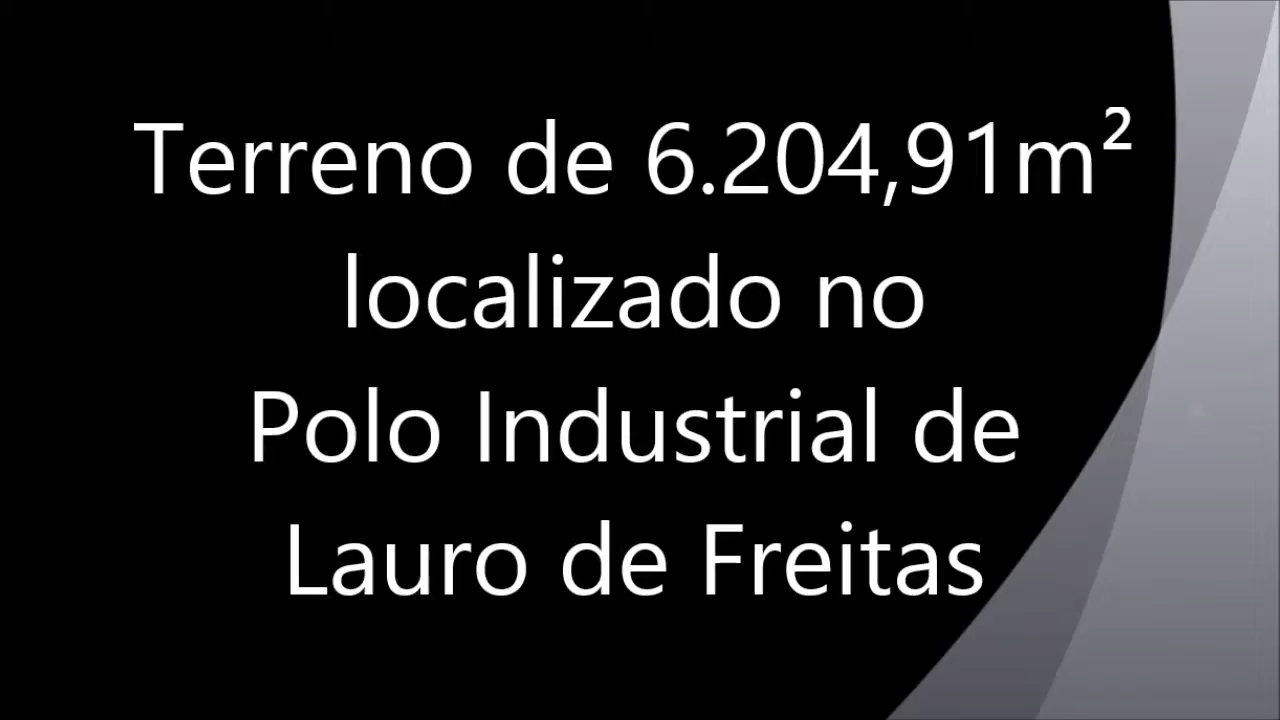 Terreno de 6.204,91m²
localizado no
Polo Industrial de
Lauro de Freitas